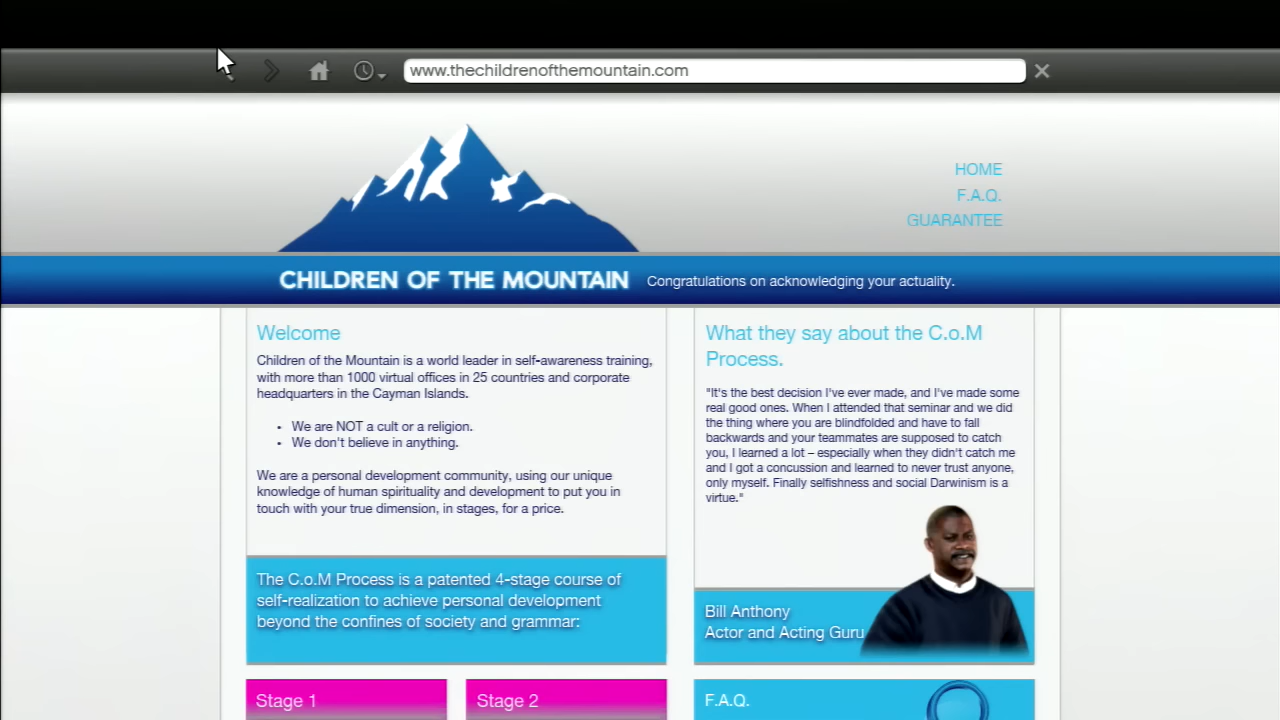 www.thechildrenofthemountain.com
HOME
F.A.Q.
GUARANTEE
CHILDREN OF THE MOUNTAIN
Congratulations on acknowledging your actuality.
Welcome
Children of the Mountain is a world leader in self-awareness training,
with more than 1000 virtual offices in 25 countries and corporate
headquarters in the Cayman Islands.
• We are NOT a cult or a religion.
• We don't believe in anything.
We are a personal development community, using our unique
knowledge of human spirituality and development to put you in
touch with your true dimension, in stages, for a price.
The C.o.M Process is a patented 4-stage course of
self-realization to achieve personal development
beyond the confines of society and grammar:
Stage 1
Stage 2
What they say about the C.o.M
Process.
"It's the best decision I've ever made, and I've made some
real good ones. When I attended that seminar and we did
the thing where you are blindfolded and have to fall
backwards and your teammates are supposed to catch
you, I learned a lot – especially when they didn't catch me
and I got a concussion and learned to never trust anyone,
only myself. Finally selfishness and social Darwinism is a
virtue."
Bill Anthony
Actor and Acting Guru
F.A.Q.